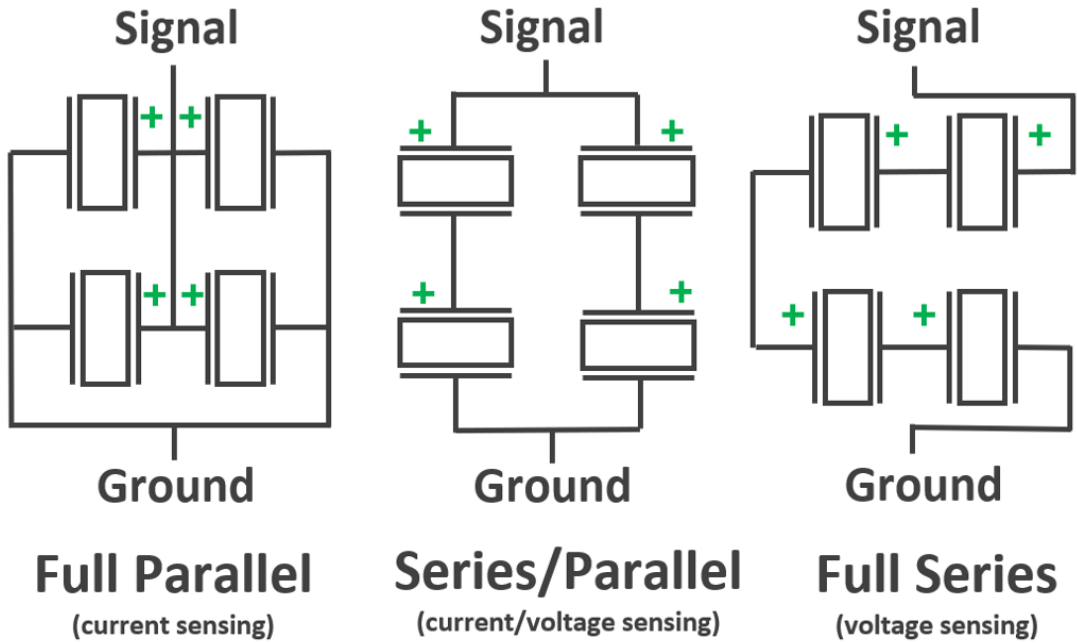 Signal
Signal
Signal
+ +
+ +
+ +
+ +
+ +
+ +
Ground
Ground
Ground
Full Parallel
(current sensing)
Series/Parallel
(current/voltage sensing)
Full Series
(voltage sensing)